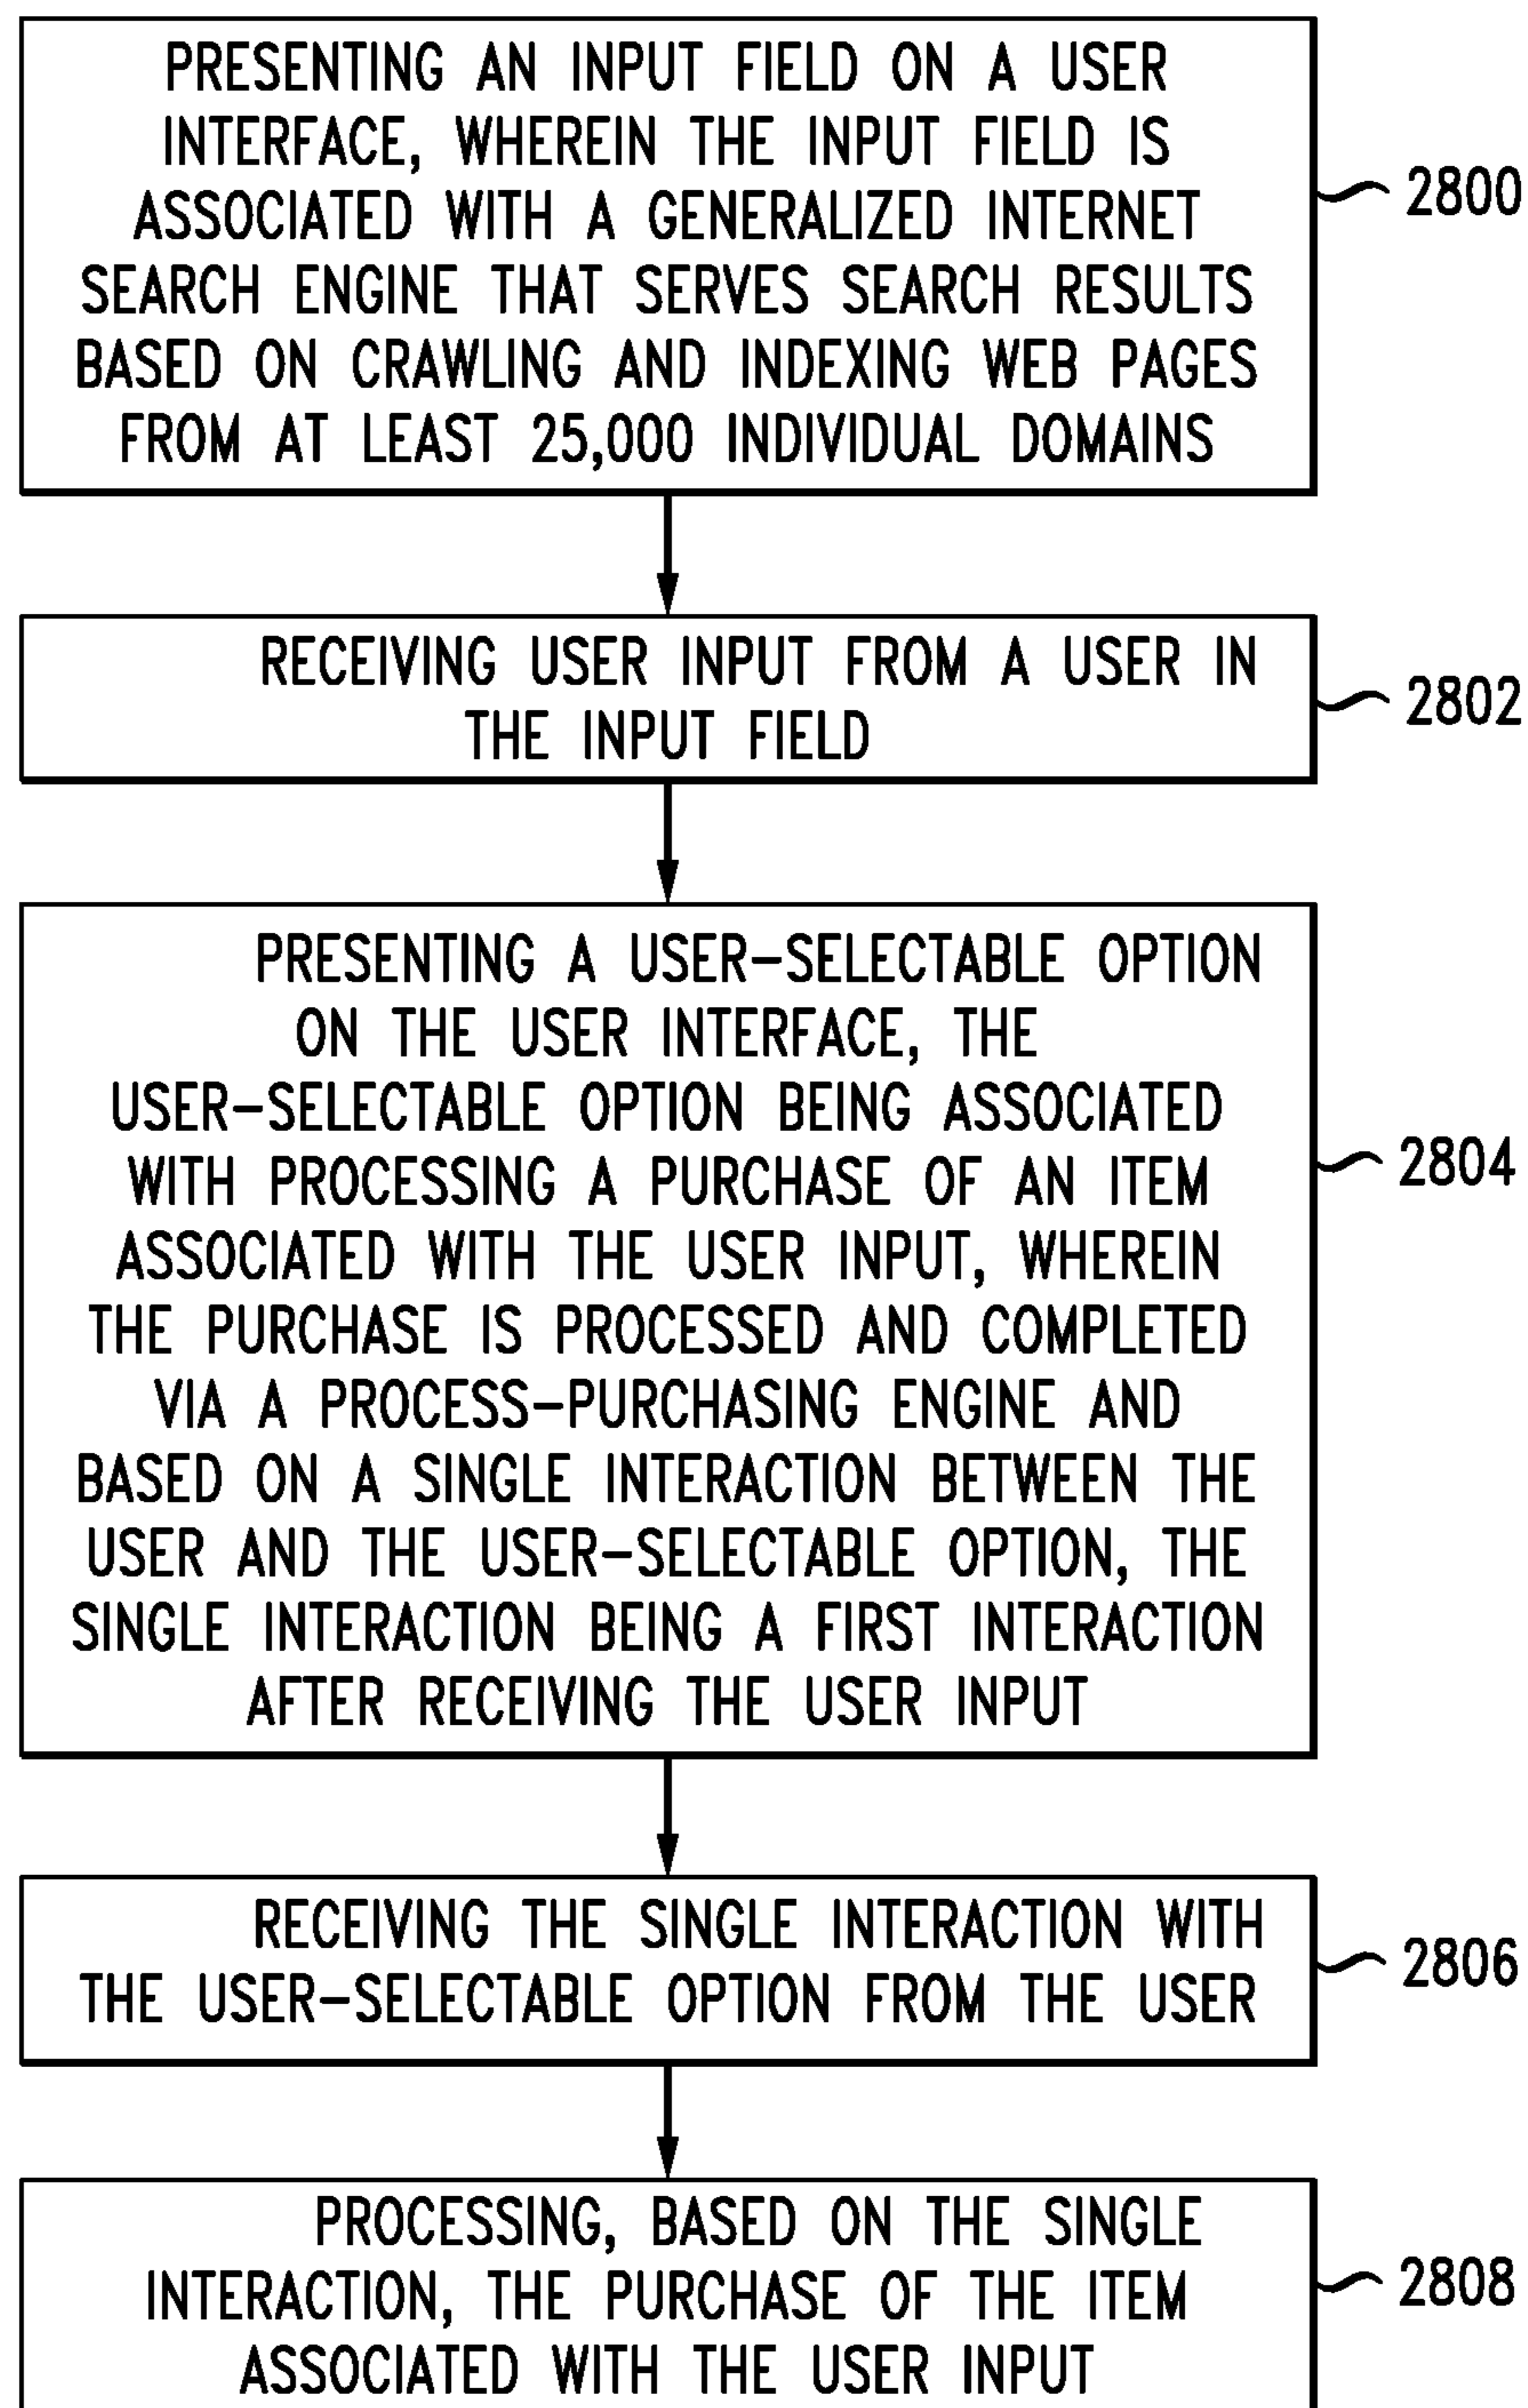 PRESENTING AN INPUT FIELD ON A USER
INTERFACE, WHEREIN THE INPUT FIELD IS
ASSOCIATED WITH A GENERALIZED INTERNET
SEARCH ENGINE THAT SERVES SEARCH RESULTS
BASED ON CRAWLING AND INDEXING WEB PAGES
FROM AT LEAST 25,000 INDIVIDUAL DOMAINS
2800
RECEIVING USER INPUT FROM A USER IN
THE INPUT FIELD
2802
PRESENTING A USER-SELECTABLE OPTION
ON THE USER INTERFACE, THE
USER-SELECTABLE OPTION BEING ASSOCIATED
WITH PROCESSING A PURCHASE OF AN ITEM
ASSOCIATED WITH THE USER INPUT, WHEREIN
THE PURCHASE IS PROCESSED AND COMPLETED
VIA A PROCESS-PURCHASING ENGINE AND
BASED ON A SINGLE INTERACTION BETWEEN THE
USER AND THE USER-SELECTABLE OPTION, THE
SINGLE INTERACTION BEING A FIRST INTERACTION
AFTER RECEIVING THE USER INPUT
2804
RECEIVING THE SINGLE INTERACTION WITH
THE USER-SELECTABLE OPTION FROM THE USER
2806
PROCESSING, BASED ON THE SINGLE
INTERACTION, THE PURCHASE OF THE ITEM
ASSOCIATED WITH THE USER INPUT
2808